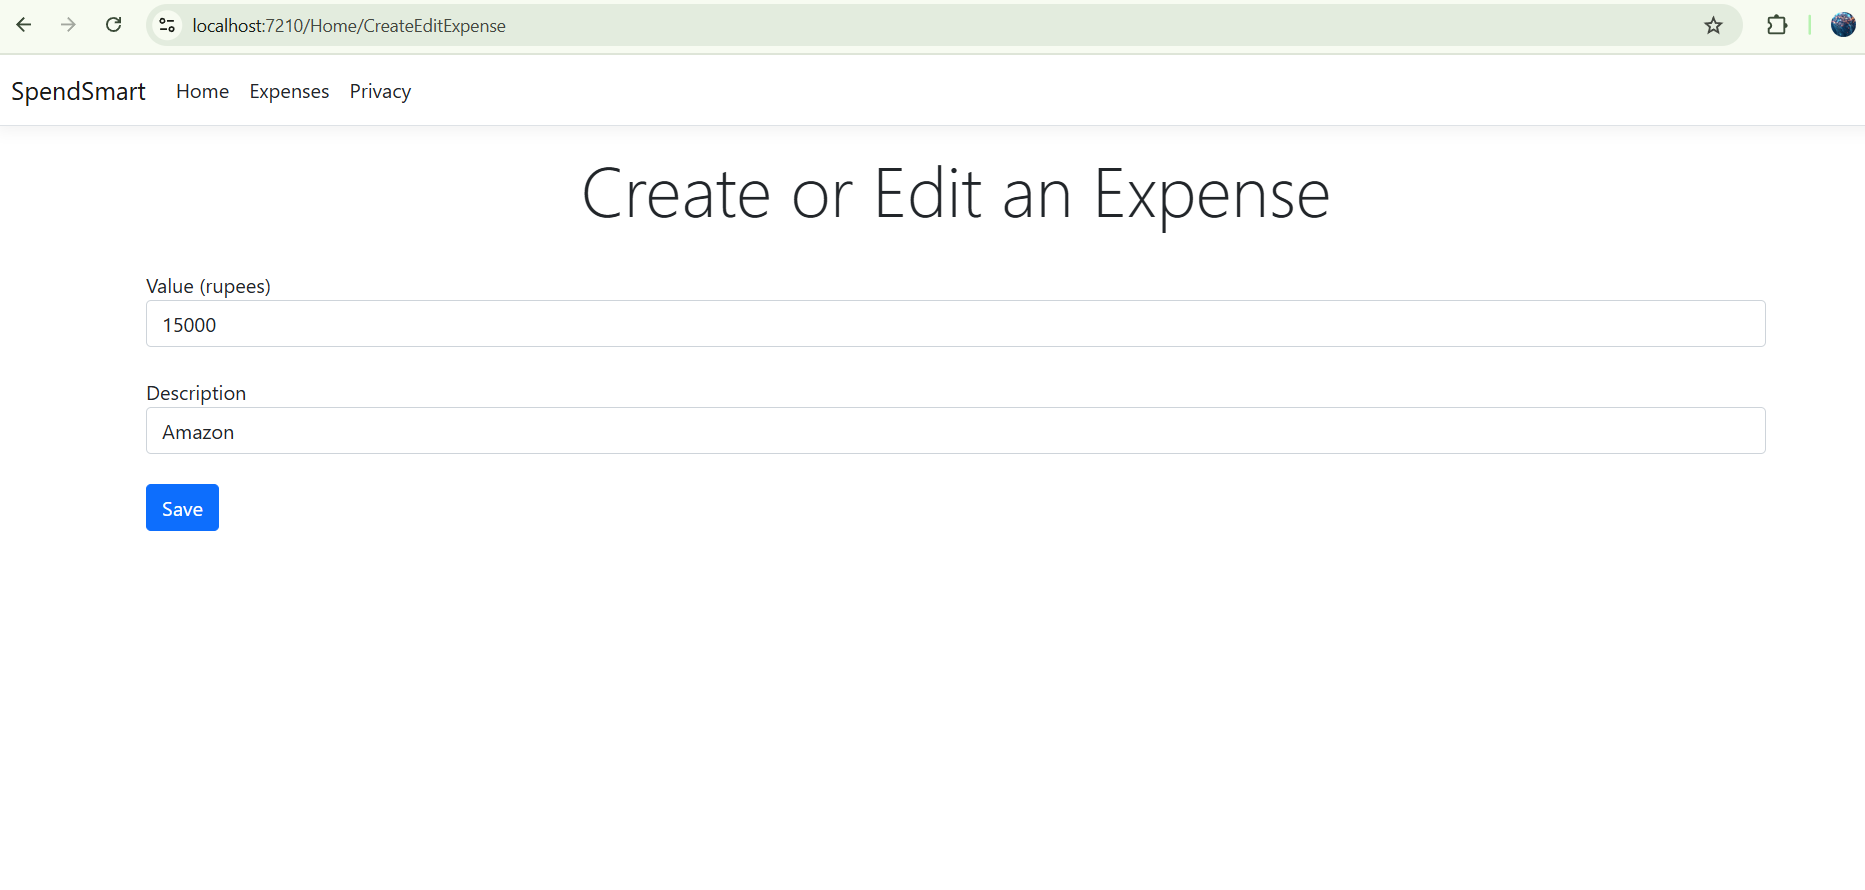 localhost:7210/Home/CreateEditExpense
SpendSmart Home Expenses Privacy
Create or Edit an Expense
Value (rupees)
15000
Description
Amazon
Save